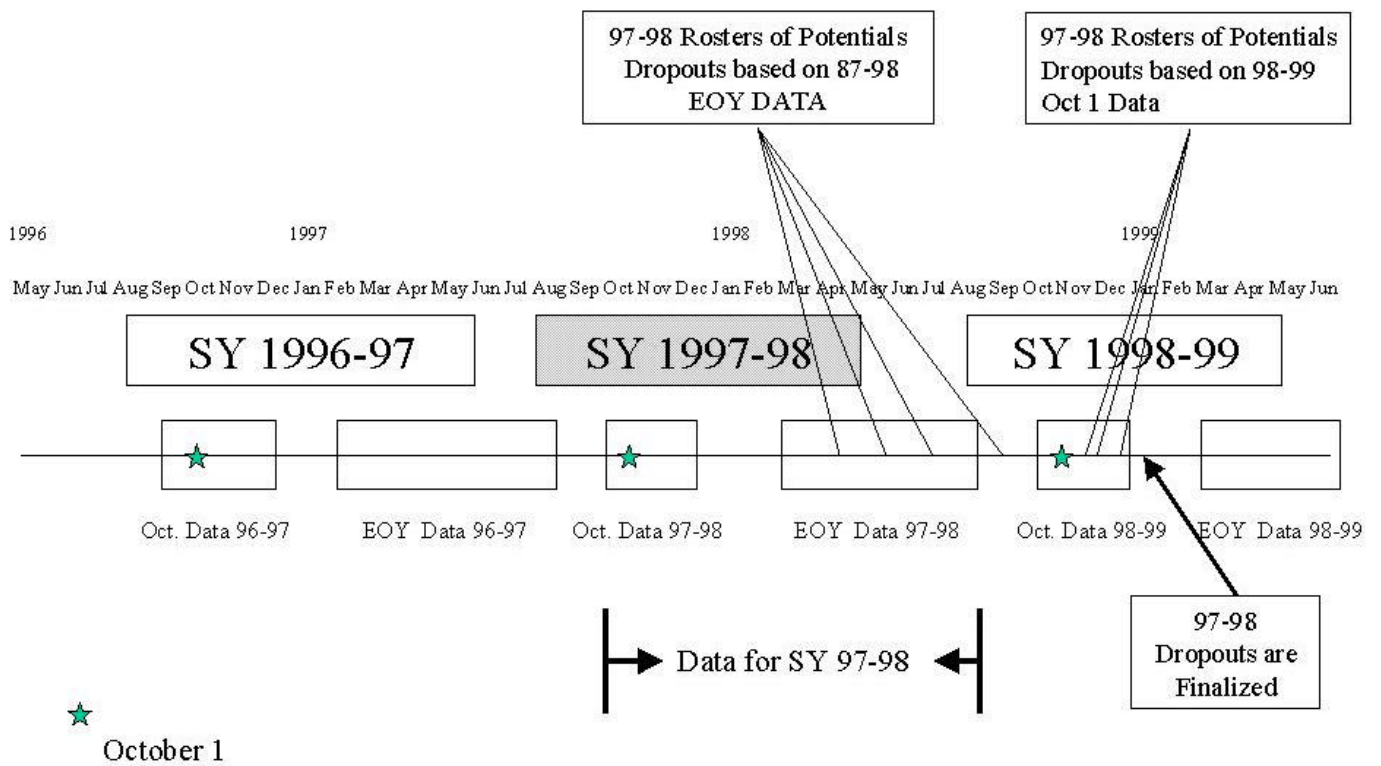 97-98 Rosters of Potentials
Dropouts based on 87-98
EOY DATA
97-98 Rosters of Potentials
Dropouts based on 98-99
Oct 1 Data
1996 1997 1998 1999
May Jun Jul Aug Sep Oct Nov Dec Jan Feb Mar Apr May Jun Jul Aug Sep Oct Nov Dec Jan Feb Mar Apr May Jun Jul Aug Sep Oct Nov Dec Jan Feb Mar Apr May Jun
SY 1996-97 SY 1997-98 SY 1998-99
Oct. Data 96-97 EOY Data 96-97 Oct. Data 97-98 EOY Data 97-98 Oct. Data 98-99 EOY Data 98-99
97-98
Dropouts are
Finalized
Data for SY 97-98
October 1